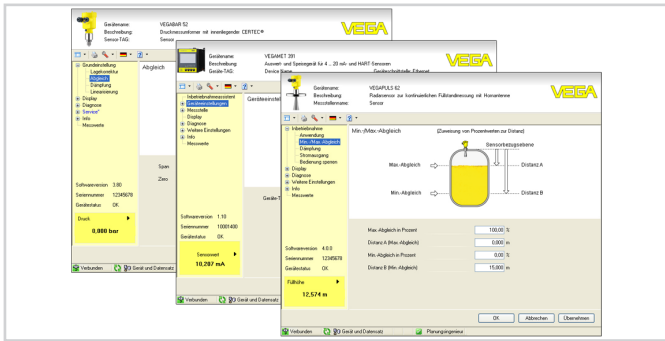 Gerätename: VEGABAR 52
Beschreibung: Druckmessumformer mit innenliegender CERTEC®
Sensor-TAG: Sensor
VEGA
Grundeinstellung
Lagekorrektur
Abgleich
Dämpfung
Linearisierung
Display
Diagnose
Service
Info
Messwerte
Abgleich
Span
Zero
Softwareversion 3.80
Seriennummer 12345678
Gerätestatus OK
Druck
0,000 bar
Verbunden
Gerät und Datensatz
Gerätename: VEGAMET 391
Beschreibung: Auswert- und Speisegerät für 4 ... 20 mA- und HART-Sensoren
Geräte-TAG: Device Name
Geräteschnittstelle: Ethernet
VEGA
Inbetriebnahmeassistent
Geräteeinstellungen
Messstelle
Display
Diagnose
Weitere Einstellungen
Info
Messwerte
Softwareversion 1.10
Seriennummer 10001400
Gerätestatus OK
Sensorwert
10,207 mA
Verbunden
Gerät und Datensatz
Gerätename: VEGAPULS 62
Beschreibung: Radarsensor zur kontinuierlichen Füllstandmessung mit Hornantenne
Messstellenname: Sensor
VEGA
Inbetriebnahme
Anwendung
Min.-/Max.-Abgleich
Dämpfung
Stromausgang
Bedienung sperren
Display
Diagnose
Weitere Einstellungen
Info
Messwerte
Min-/Max-Abgleich (Zuweisung von Prozentwerten zur Distanz)
Sensorbezugsebene
Max.-Abgleich
Distanz A
Min.-Abgleich
Distanz B
Max.-Abgleich in Prozent 100,00 %
Distanz A (Max.-Abgleich) 0,000 m
Min.-Abgleich in Prozent 0,00 %
Distanz B (Min.-Abgleich) 15,000 m
Softwareversion 4.0.0
Seriennummer 12345678
Gerätestatus OK
Füllhöhe
12,574 m
OK
Abbrechen
Übernehmen
Verbunden
Gerät und Datensatz
Planungsingenieur: